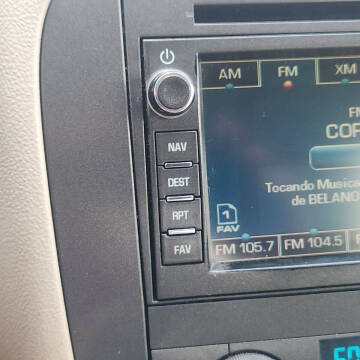 AM FM XM
FM
COR
NAV
DEST
RPT
FAV
Tocando Musica
de BELANO
1
FAV
FM 105.7 FM 104.5 F